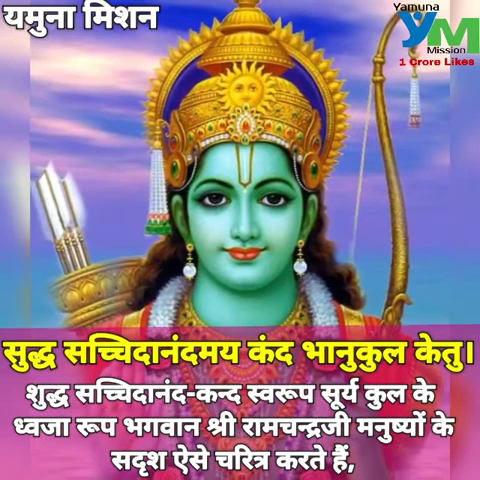 यमुना मिशन
Yamuna
YM
Mission
1 Crore Likes
सुद्ध सच्चिदानंदमय कंद भानुकुल केतु।
शुद्ध सच्चिदानंद-कन्द स्वरूप सूर्य कुल के
ध्वजा रूप भगवान श्री रामचन्द्रजी मनुष्यों के
सदृश ऐसे चरित्र करते हैं,